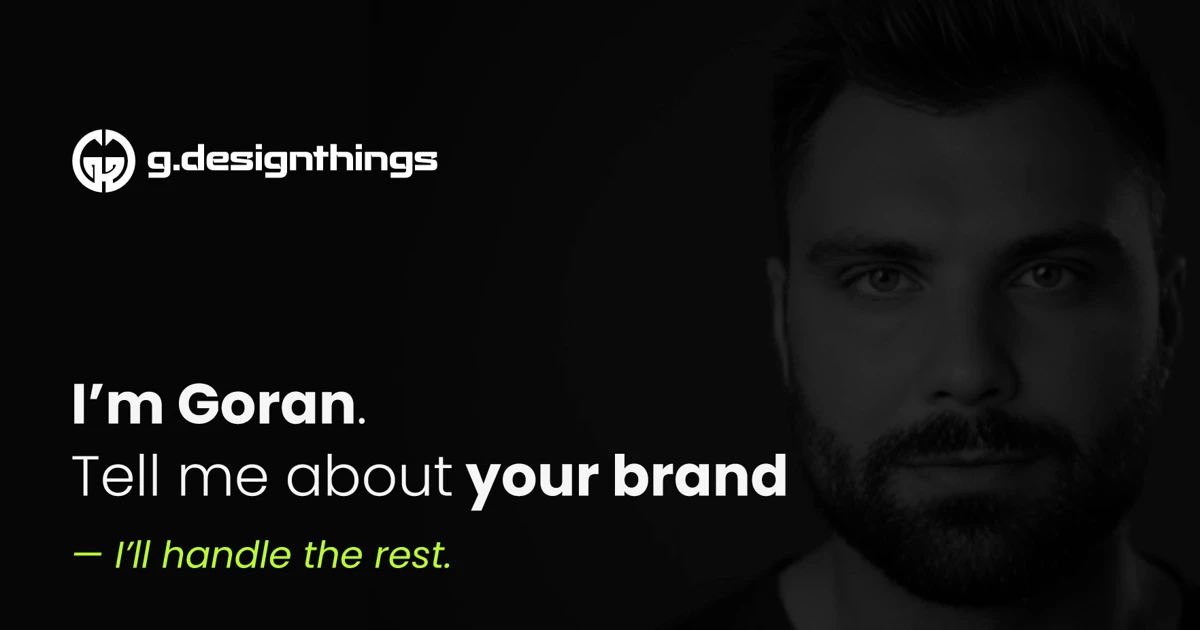 g.designthings
I’m Goran.
Tell me about your brand
— I’ll handle the rest.